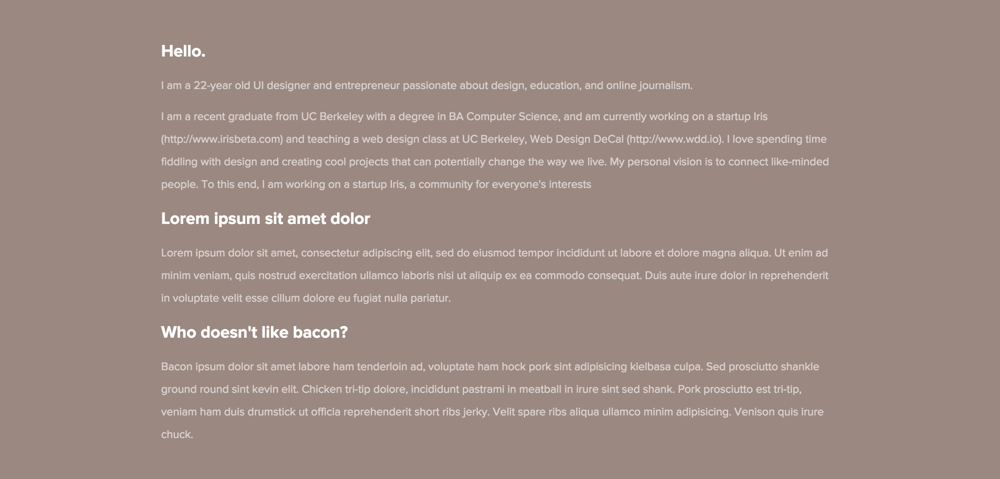 Hello.
I am a 22-year old UI designer and entrepreneur passionate about design, education, and online journalism.
I am a recent graduate from UC Berkeley with a degree in BA Computer Science, and am currently working on a startup Iris
(http://www.irisbeta.com) and teaching a web design class at UC Berkeley, Web Design DeCal (http://www.wdd.io). I love spending time
fiddling with design and creating cool projects that can potentially change the way we live. My personal vision is to connect like-minded
people. To this end, I am working on a startup Iris, a community for everyone's interests
Lorem ipsum sit amet dolor
Lorem ipsum dolor sit amet, consectetur adipiscing elit, sed do eiusmod tempor incididunt ut labore et dolore magna aliqua. Ut enim ad
minim veniam, quis nostrud exercitation ullamco laboris nisi ut aliquip ex ea commodo consequat. Duis aute irure dolor in reprehenderit
in voluptate velit esse cillum dolore eu fugiat nulla pariatur.
Who doesn't like bacon?
Bacon ipsum dolor sit amet labore ham tenderloin ad, voluptate ham hock pork sint adipisicing kielbasa culpa. Sed prosciutto shankle
ground round sint kevin elit. Chicken tri-tip dolore, incididunt pastrami in meatball in irure sint sed shank. Pork prosciutto est tri-tip,
veniam ham duis drumstick ut officia reprehenderit short ribs jerky. Velit spare ribs aliqua ullamco minim adipisicing. Venison quis irure
chuck.